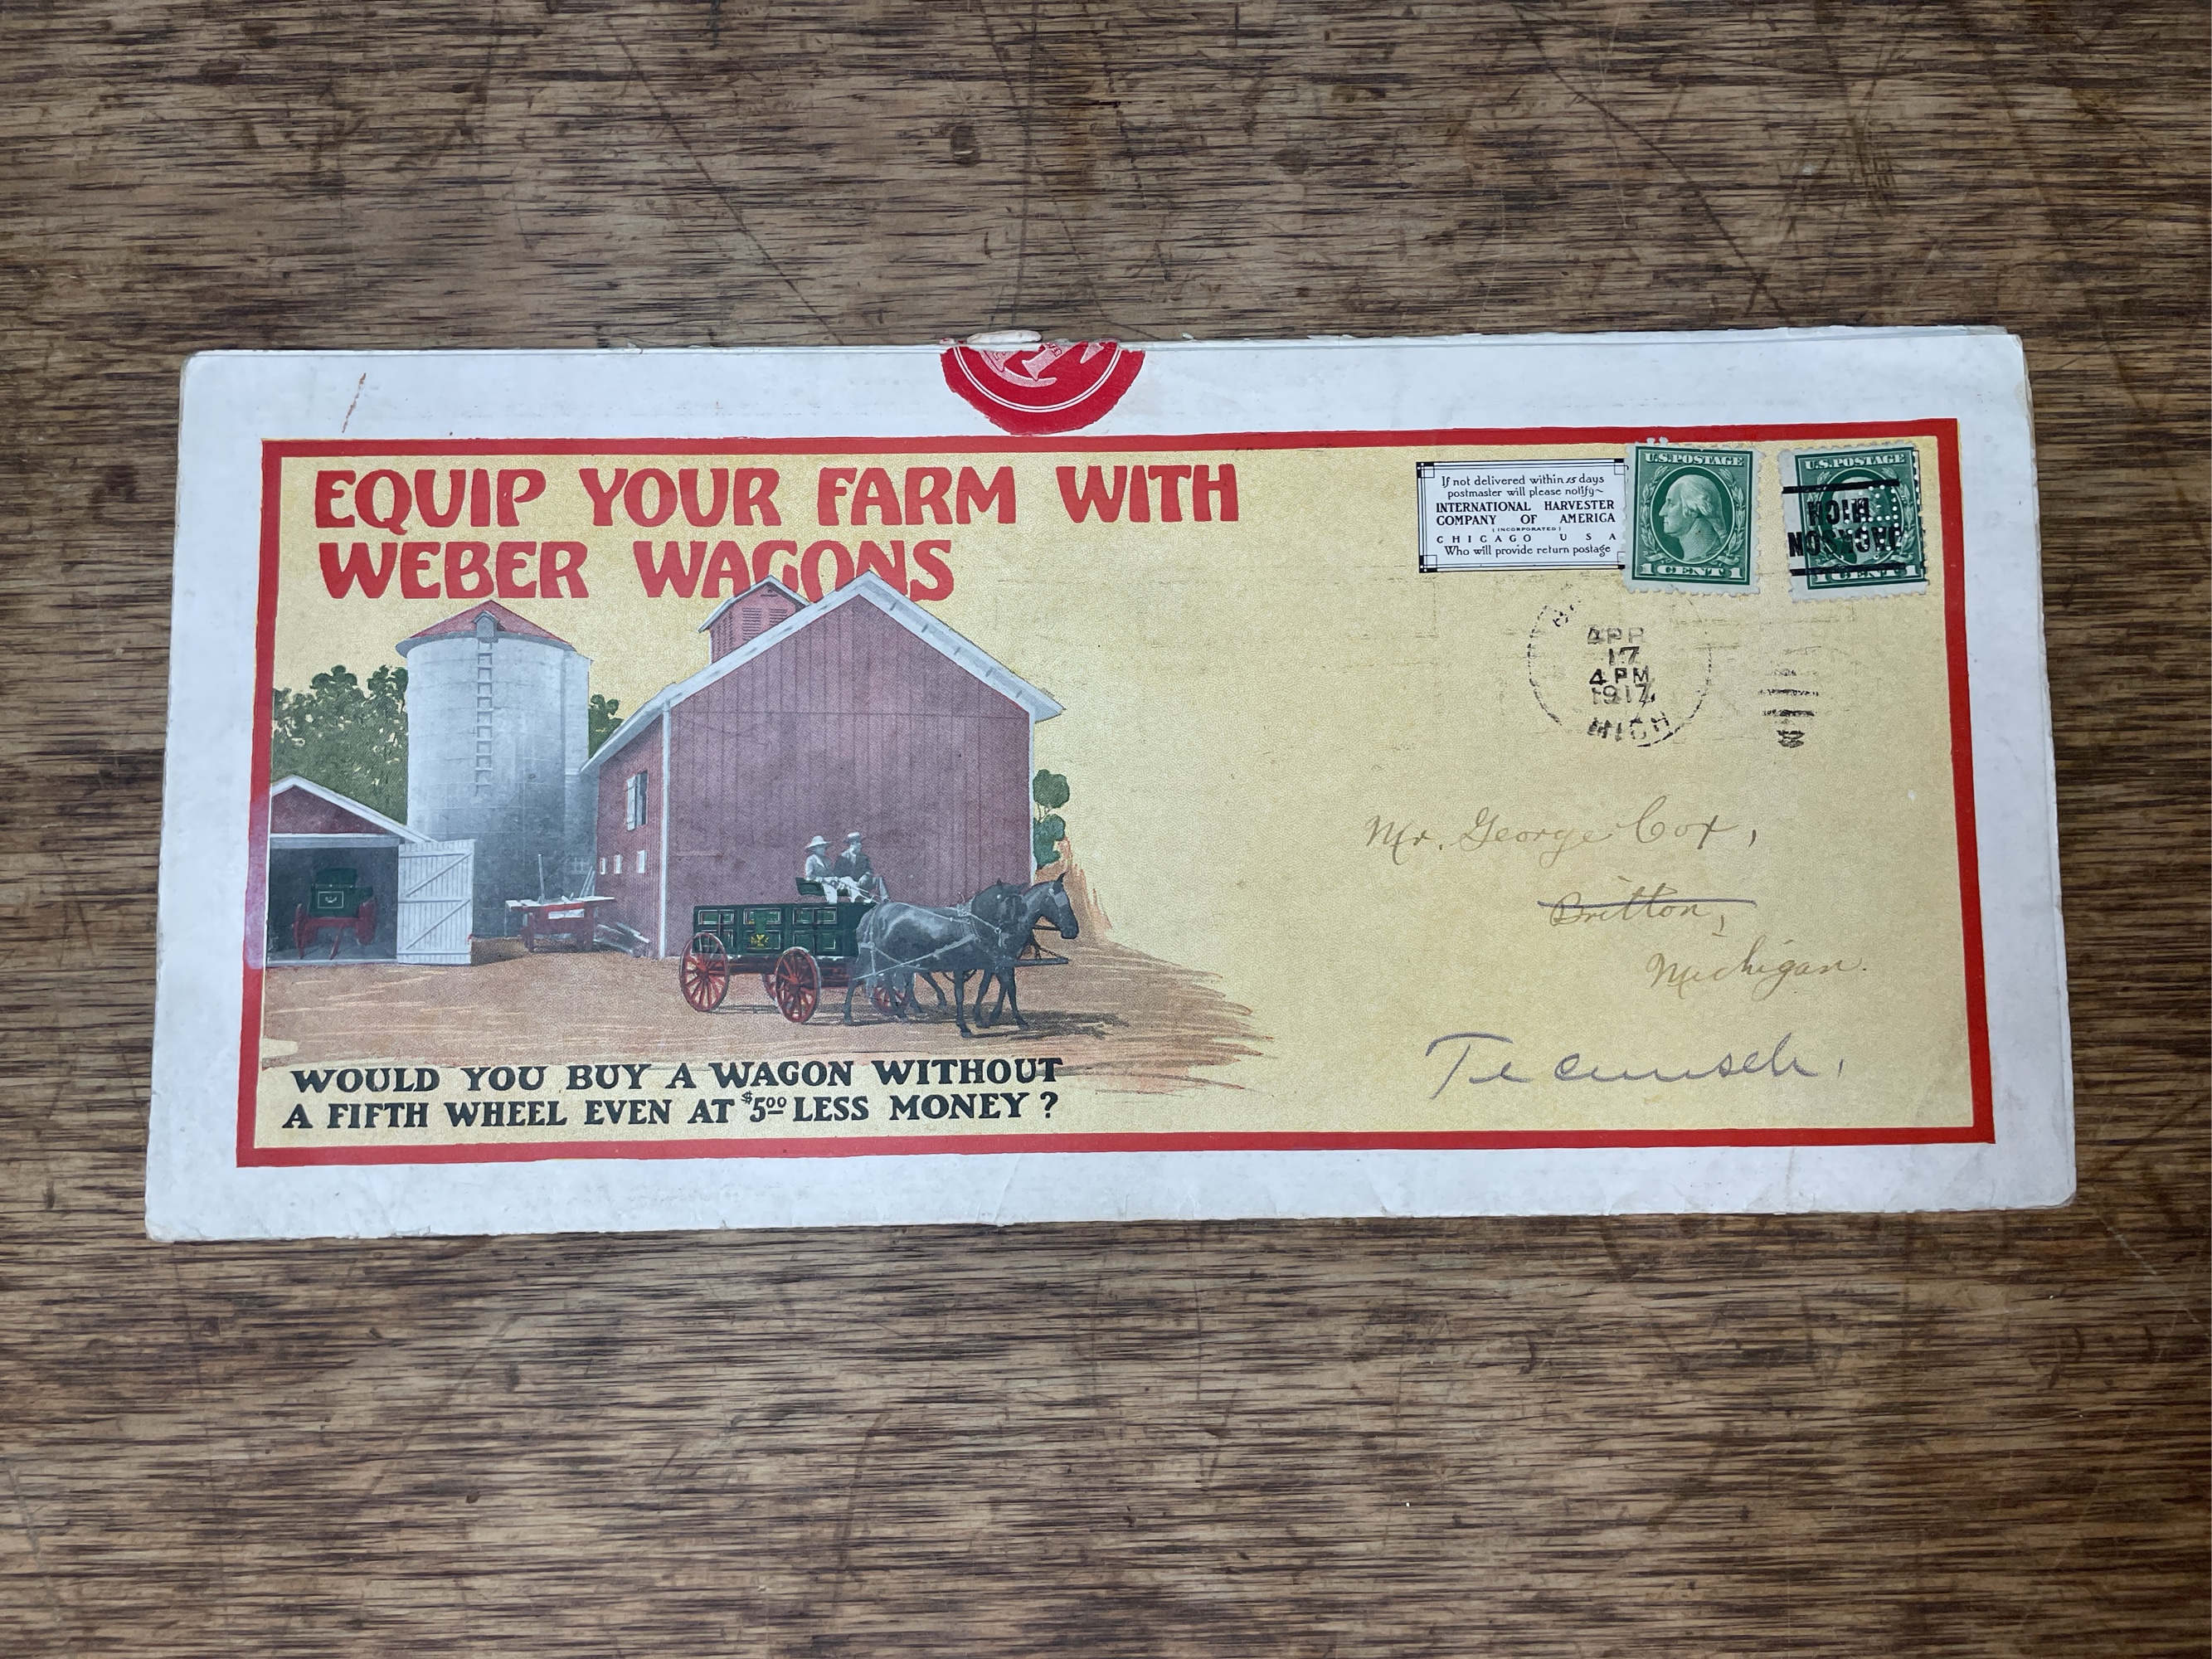 EQUIP YOUR FARM WITH
WEBER WAGONS
If not delivered within 15 days
postmaster will please notify~
INTERNATIONAL HARVESTER
COMPANY OF AMERICA
(INCORPORATED)
CHICAGO U S A
Who will provide return postage
U.S. POSTAGE
1 CENT 1
U.S. POSTAGE
1 CENT 1
JACKSON
MICH
17
4 PM
1917
MICH
Mr. George Cox,
Britton,
Michigan.
Tecumseh.
WOULD YOU BUY A WAGON WITHOUT
A FIFTH WHEEL EVEN AT $5.00 LESS MONEY?